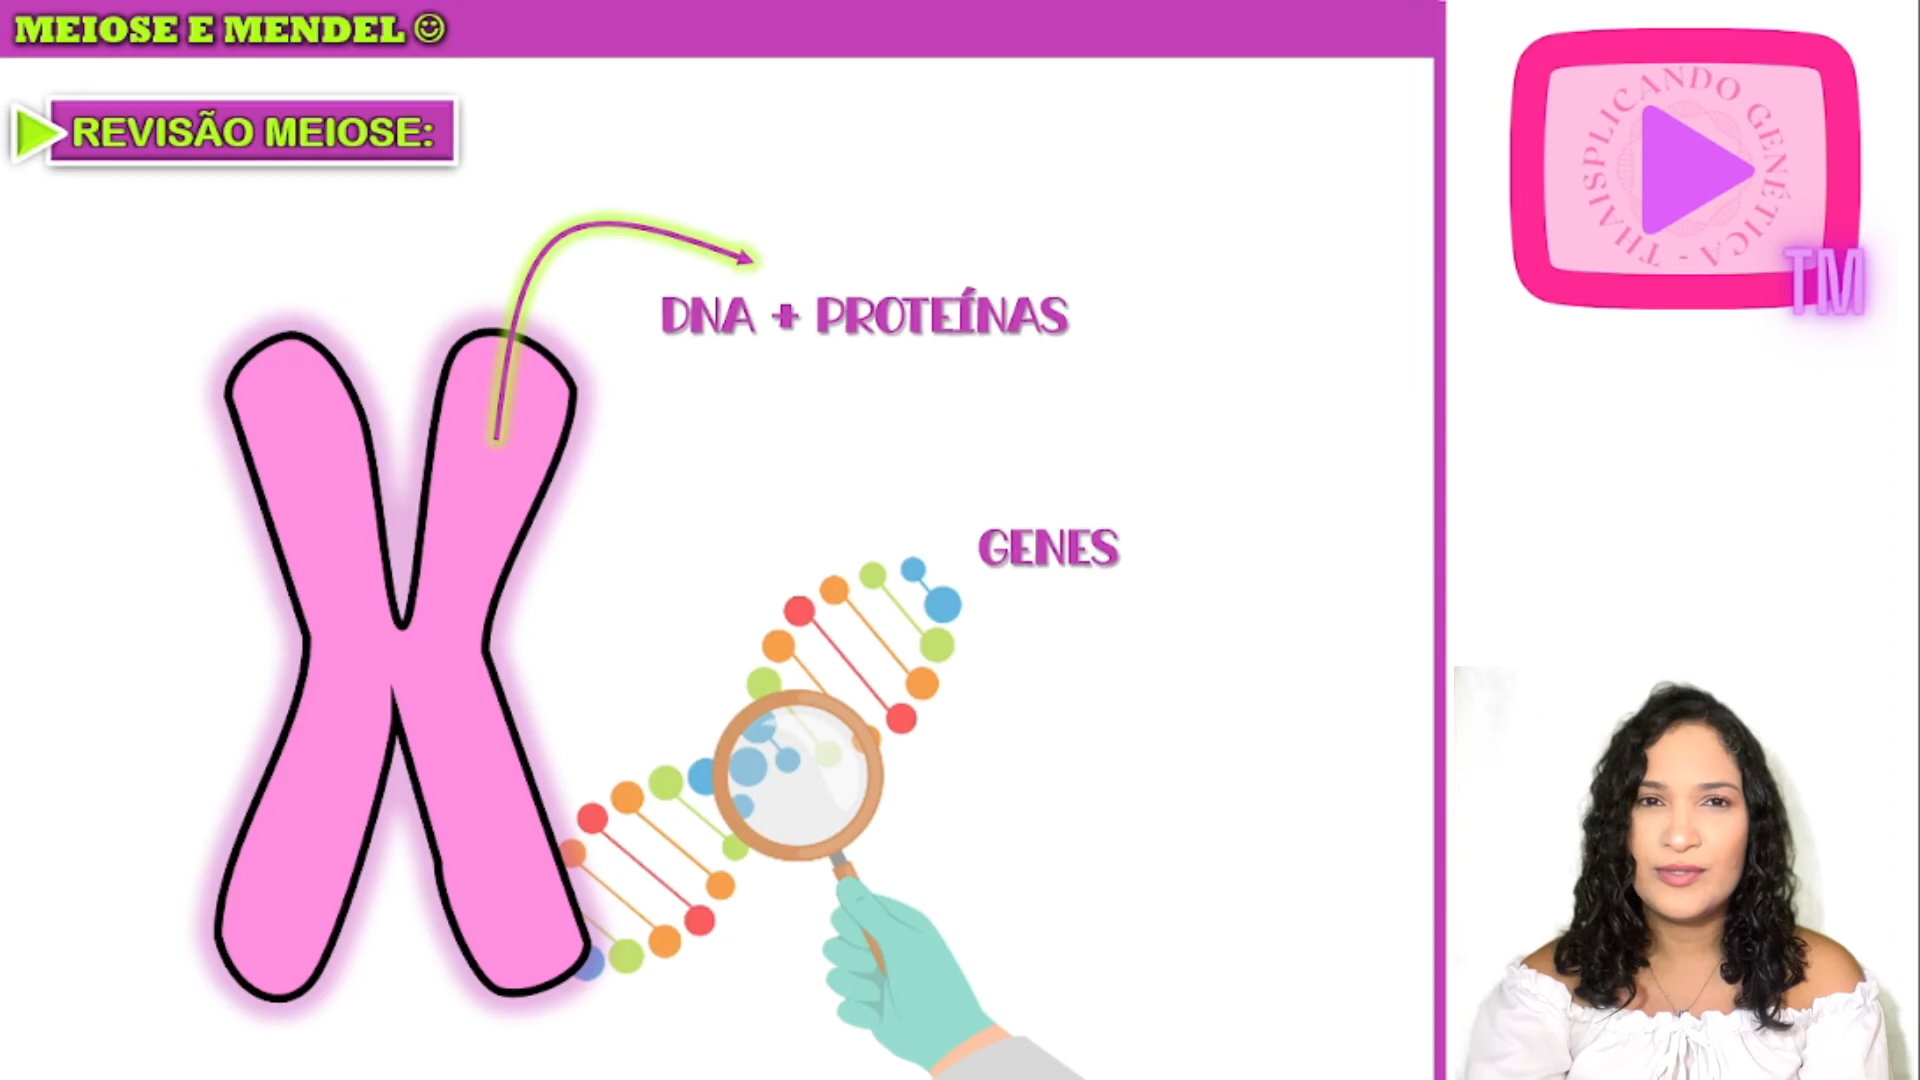 MEIOSE E MENDEL
REVISÃO MEIOSE:
DNA + PROTEÍNAS
GENES
THAISPLICANDO GENÉTICA -
TM